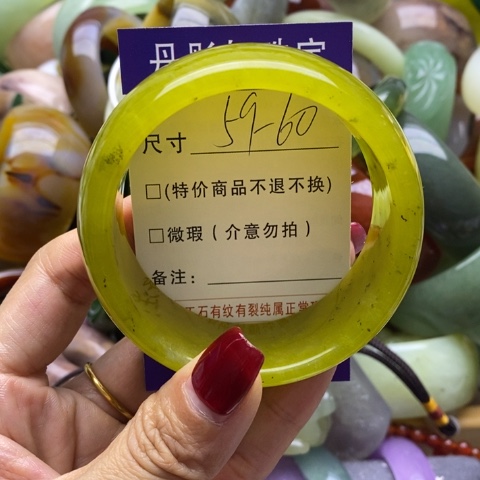 尺寸 59-60
□(特价商品不退不换)
□微瑕(介意勿拍)
备注:
石有纹有裂纯属正常